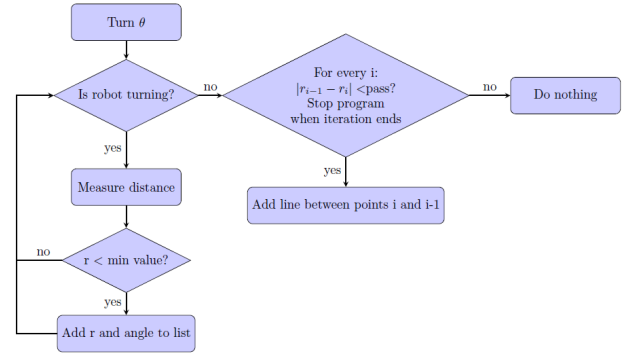 Turn θ
Is robot turning?
no
For every i:
|r_{i−1} − r_i| <pass?
Stop program
when iteration ends
no
Do nothing
yes
Measure distance
yes
Add line between points i and i-1
no
r < min value?
yes
Add r and angle to list